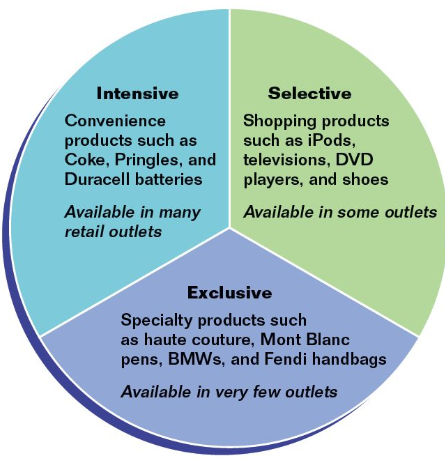 Intensive
Convenience
products such as
Coke, Pringles, and
Duracell batteries
Available in many
retail outlets
Selective
Shopping products
such as iPods,
televisions, DVD
players, and shoes
Available in some outlets
Exclusive
Specialty products such
as haute couture, Mont Blanc
pens, BMWs, and Fendi handbags
Available in very few outlets